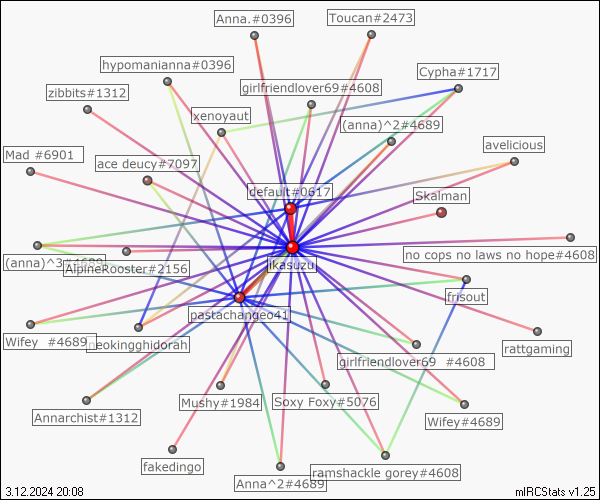 Anna.#0396
Toucan#2473
hypomanianna#0396
Cypha#1717
zibbits#1312
girlfriendlover69#4608
xenoyaut
(anna)^2#4689
avelicious
Mad #6901
ace deucy#7097
default#0617
Skalman
(anna)^3#4689
no cops no laws no hope#4608
AlpineRooster#2156
ikasuzu
frisout
pastachangeo41
Wifey #4689
neokingghidorah
rattgaming
girlfriendlover69 #4608
Mushy#1984
Soxy Foxy#5076
Annarchist#1312
Wifey#4689
fakedingo
Anna^2#4689
ramshackle gorey#4608
3.12.2024 20:08
mIRCStats v1.25